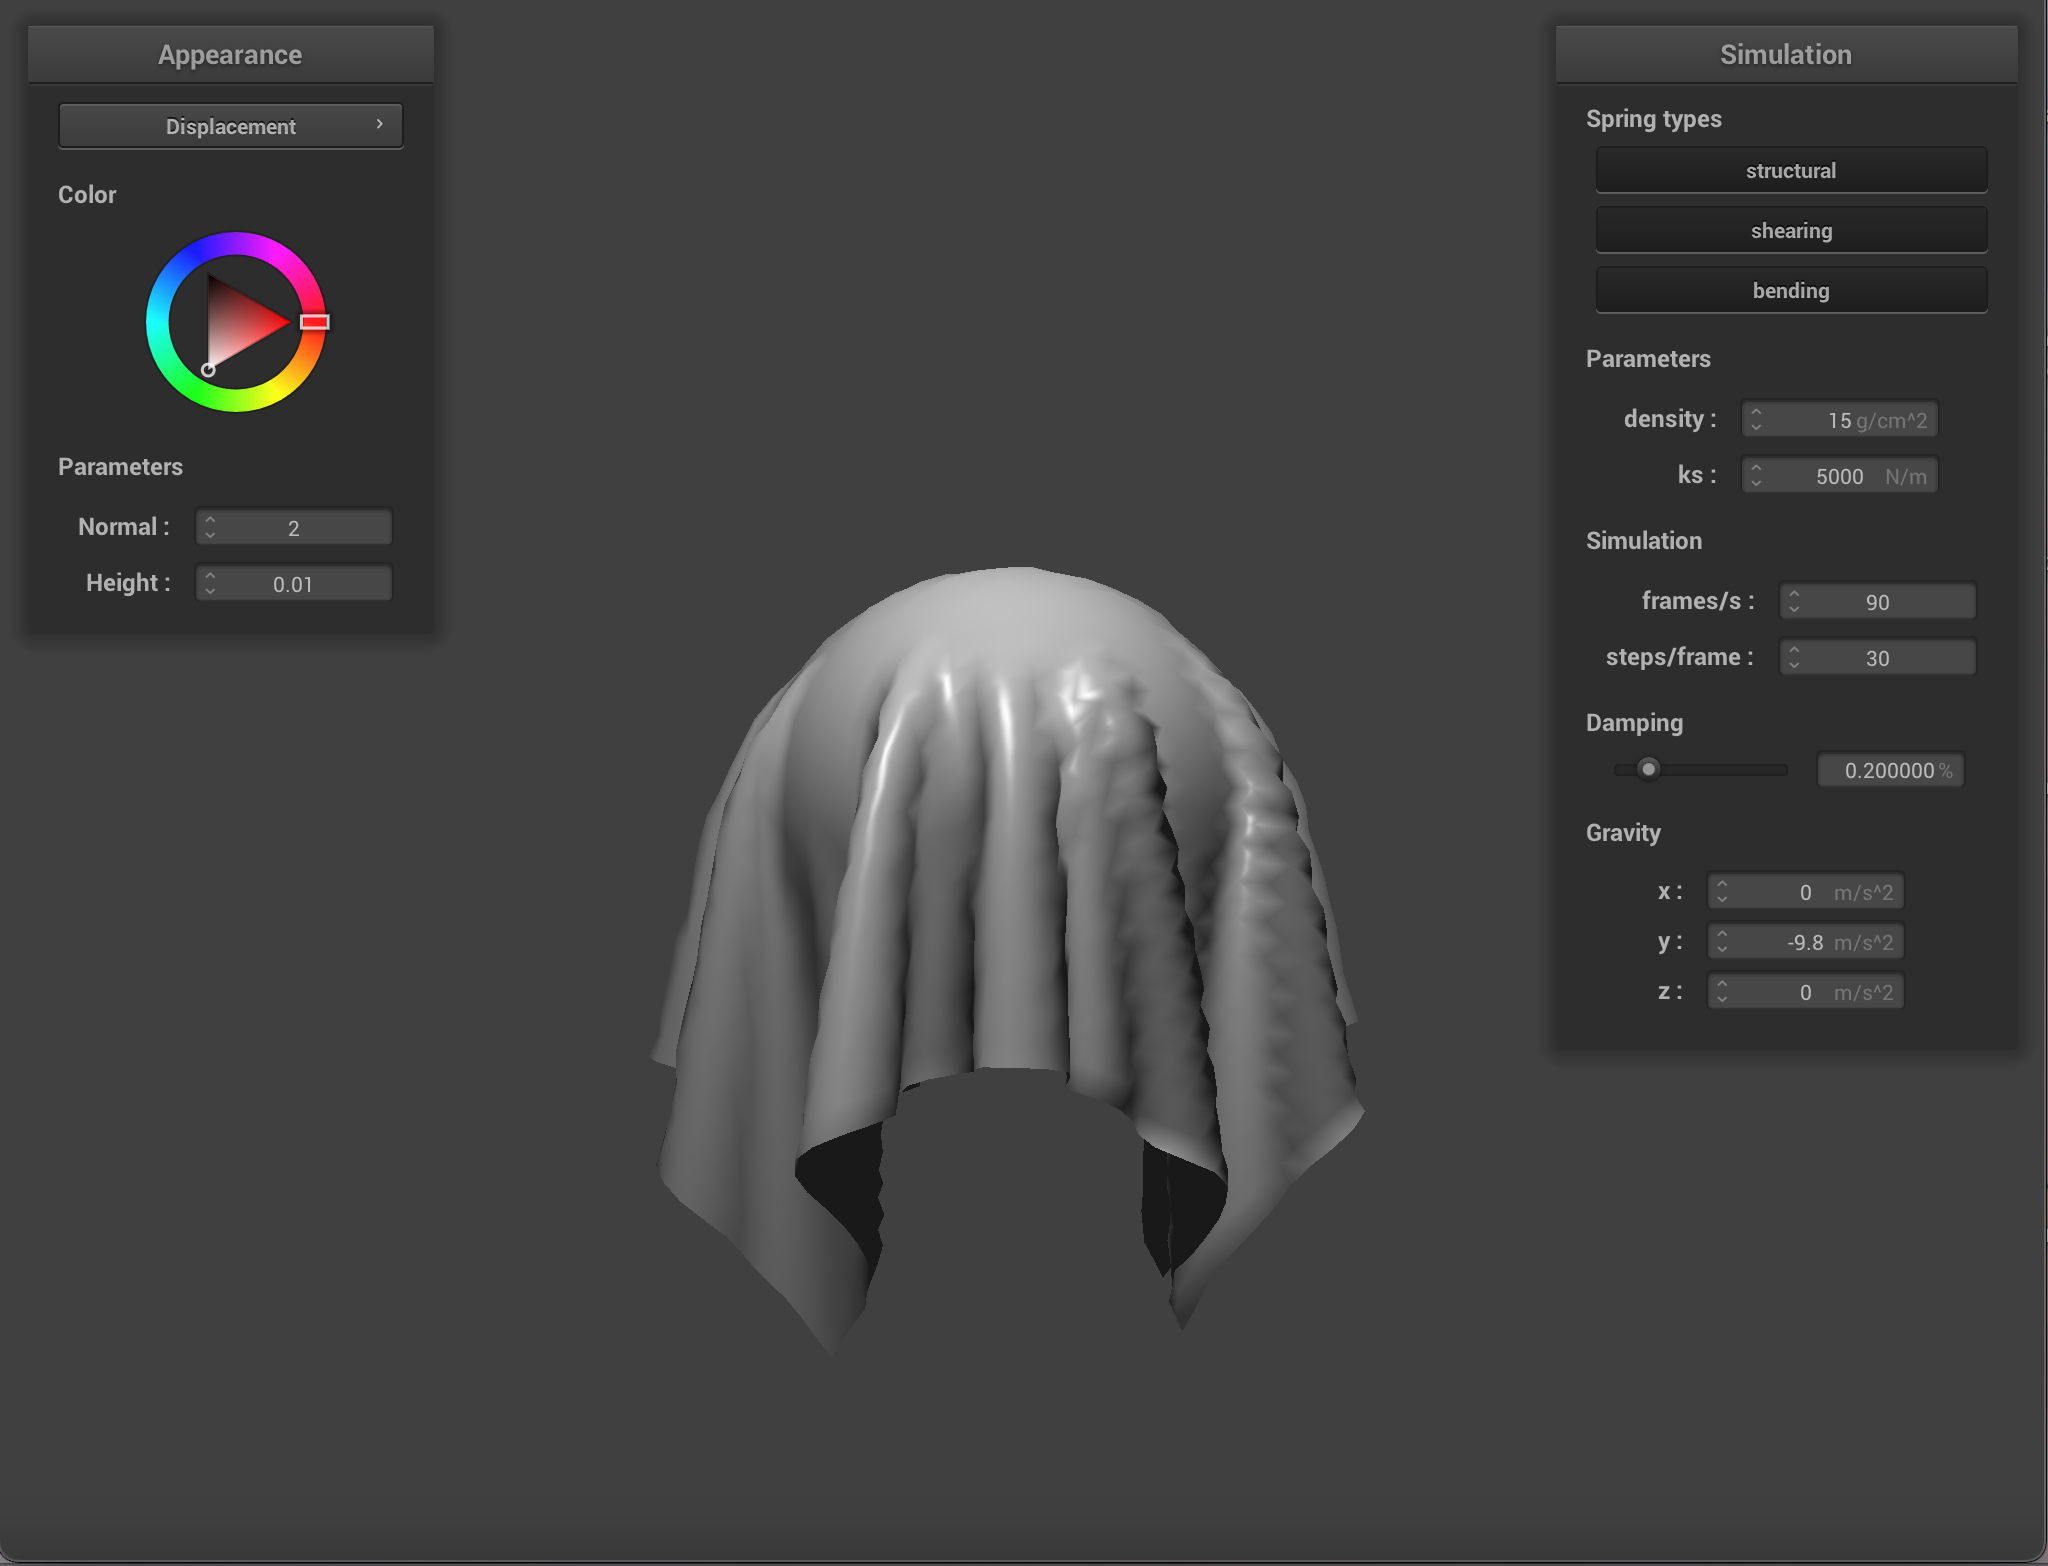 Appearance
Displacement
Color
Parameters
Normal : 2
Height : 0.01
Simulation
Spring types
structural
shearing
bending
Parameters
density : 15 g/cm^2
ks : 5000 N/m
Simulation
frames/s : 90
steps/frame : 30
Damping
0.200000 %
Gravity
x : 0 m/s^2
y : -9.8 m/s^2
z : 0 m/s^2